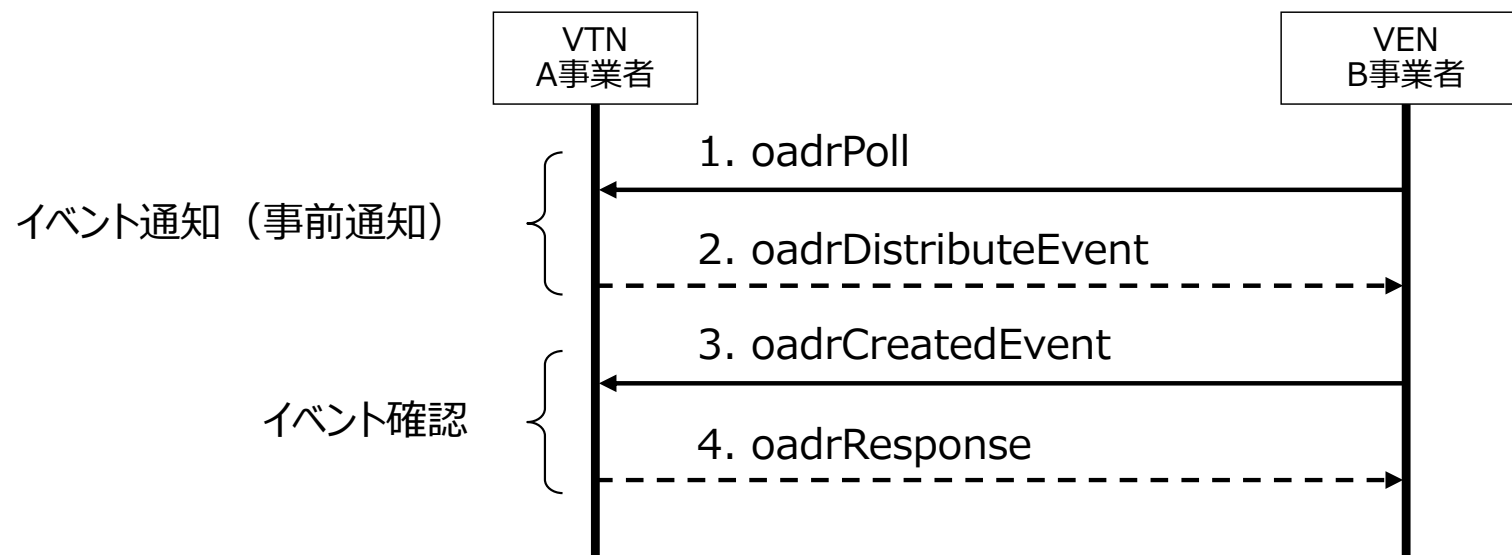 VTN
A事業者
VEN
B事業者
1. oadrPoll
イベント通知（事前通知）
2. oadrDistributeEvent
3. oadrCreatedEvent
イベント確認
4. oadrResponse